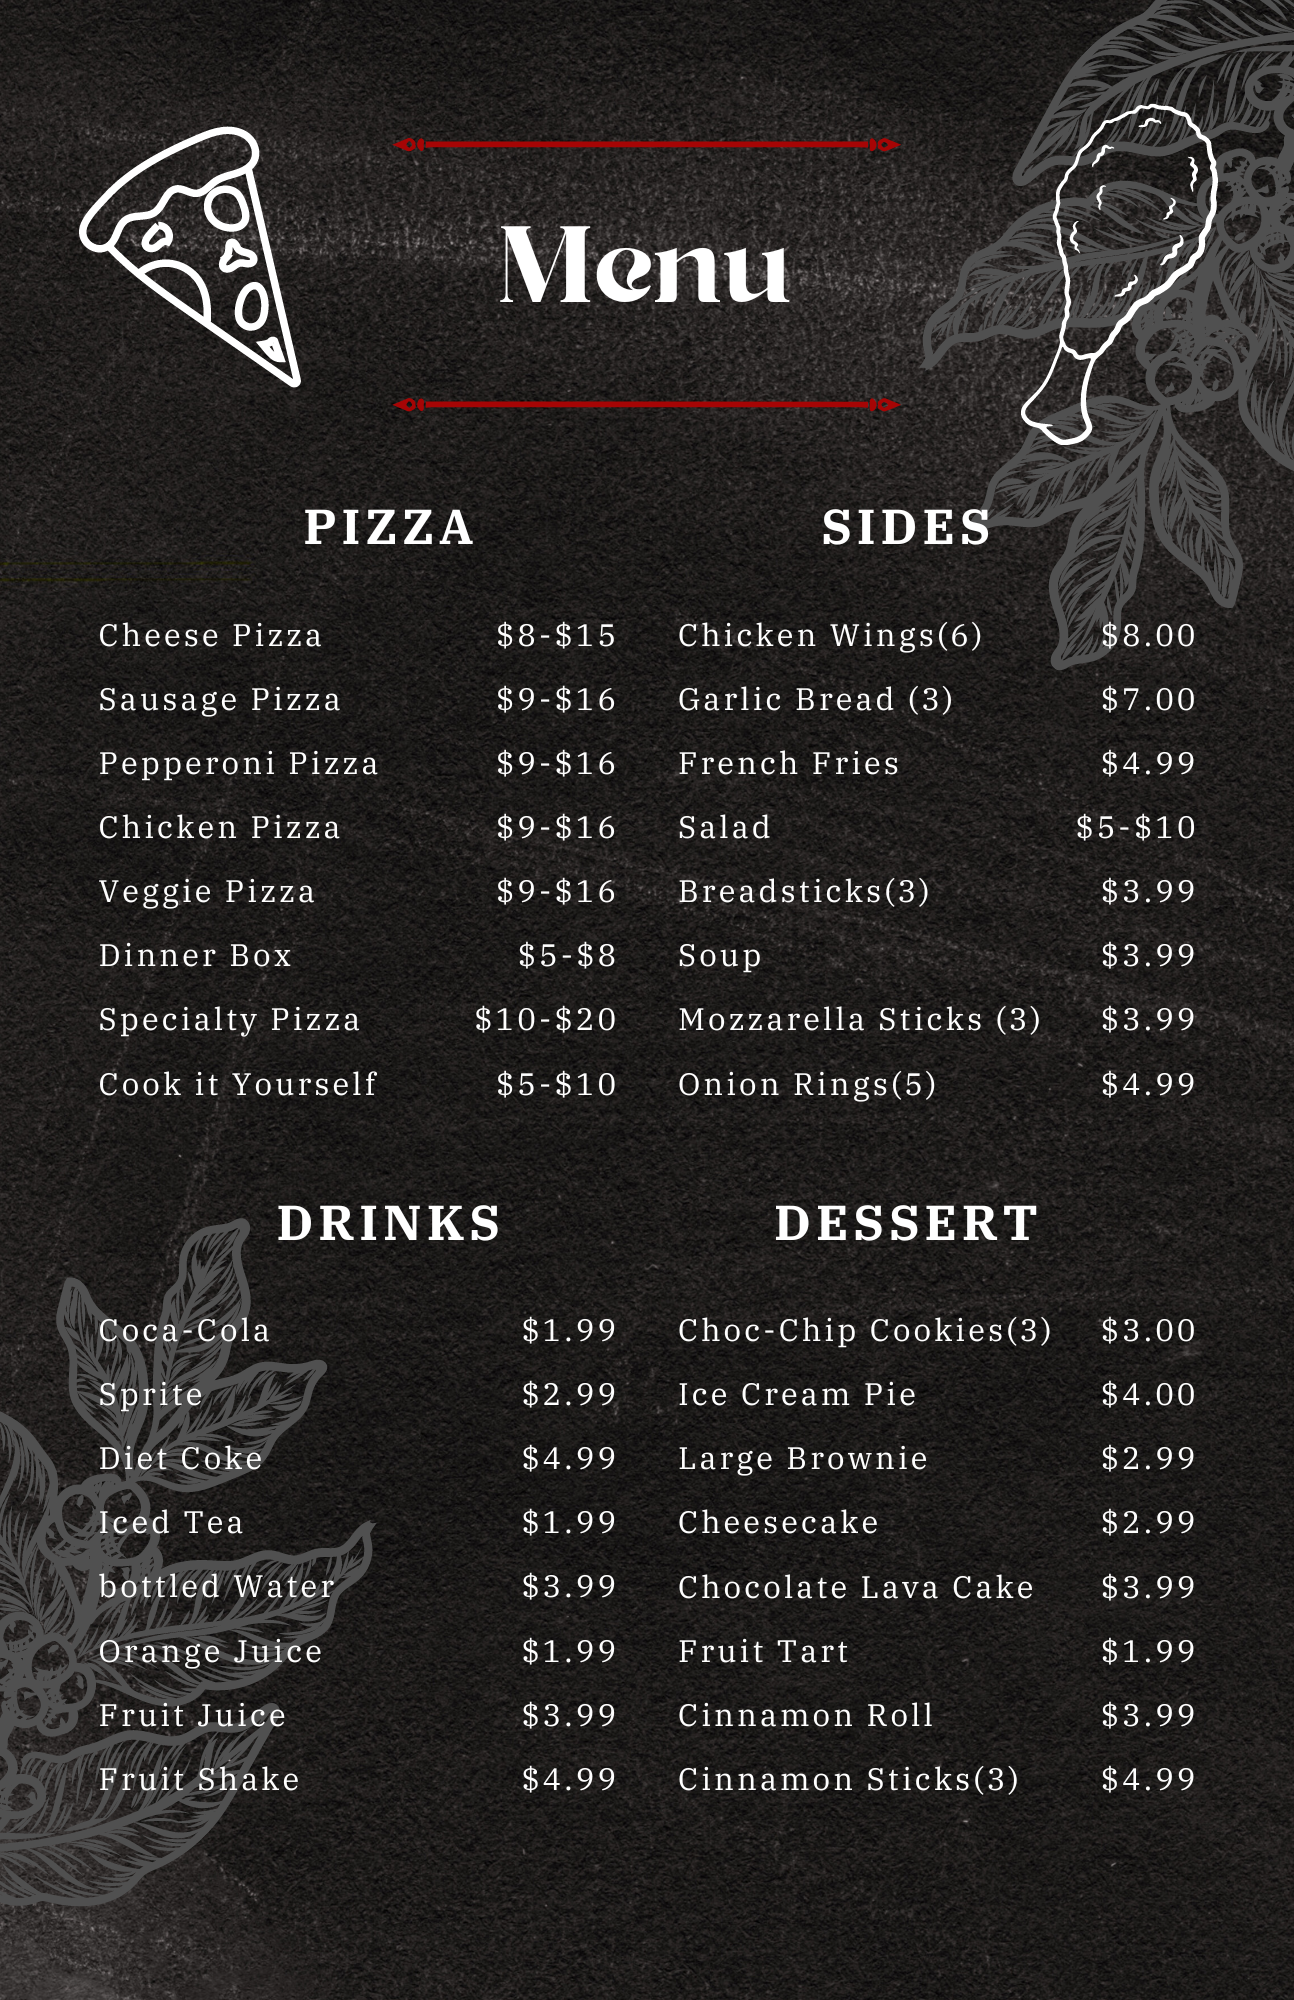 Menu
PIZZA
Cheese Pizza $8-$15
Sausage Pizza $9-$16
Pepperoni Pizza $9-$16
Chicken Pizza $9-$16
Veggie Pizza $9-$16
Dinner Box $5-$8
Specialty Pizza $10-$20
Cook it Yourself $5-$10
SIDES
Chicken Wings(6) $8.00
Garlic Bread (3) $7.00
French Fries $4.99
Salad $5-$10
Breadsticks(3) $3.99
Soup $3.99
Mozzarella Sticks (3) $3.99
Onion Rings(5) $4.99
DRINKS
Coca-Cola $1.99
Sprite $2.99
Diet Coke $4.99
Iced Tea $1.99
bottled Water $3.99
Orange Juice $1.99
Fruit Juice $3.99
Fruit Shake $4.99
DESSERT
Choc-Chip Cookies(3) $3.00
Ice Cream Pie $4.00
Large Brownie $2.99
Cheesecake $2.99
Chocolate Lava Cake $3.99
Fruit Tart $1.99
Cinnamon Roll $3.99
Cinnamon Sticks(3) $4.99